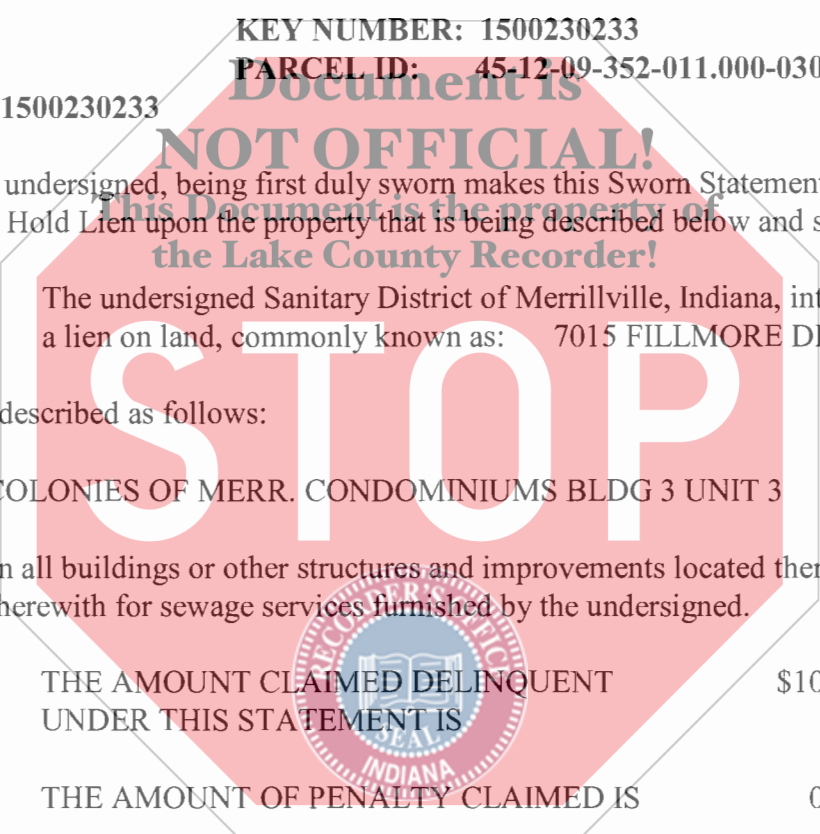 KEY NUMBER: 1500230233
PARCEL ID: 45-12-09-352-011.000-030
Document is
1500230233
NOT OFFICIAL!
undersigned, being first duly sworn makes this Sworn Statement
This Document is the property of
Hold Lien upon the property that is being described below and s
the Lake County Recorder!
The undersigned Sanitary District of Merrillville, Indiana, int
a lien on land, commonly known as: 7015 FILLMORE D
STOP
described as follows:
COLONIES OF MERR. CONDOMINIUMS BLDG 3 UNIT 3
n all buildings or other structures and improvements located ther
herewith for sewage services furnished by the undersigned.
RECORDER'S OFFICE
THE AMOUNT CLAIMED DELINQUENT $10
UNDER THIS STATEMENT IS
SEAL
INDIANA
THE AMOUNT OF PENALTY CLAIMED IS 0